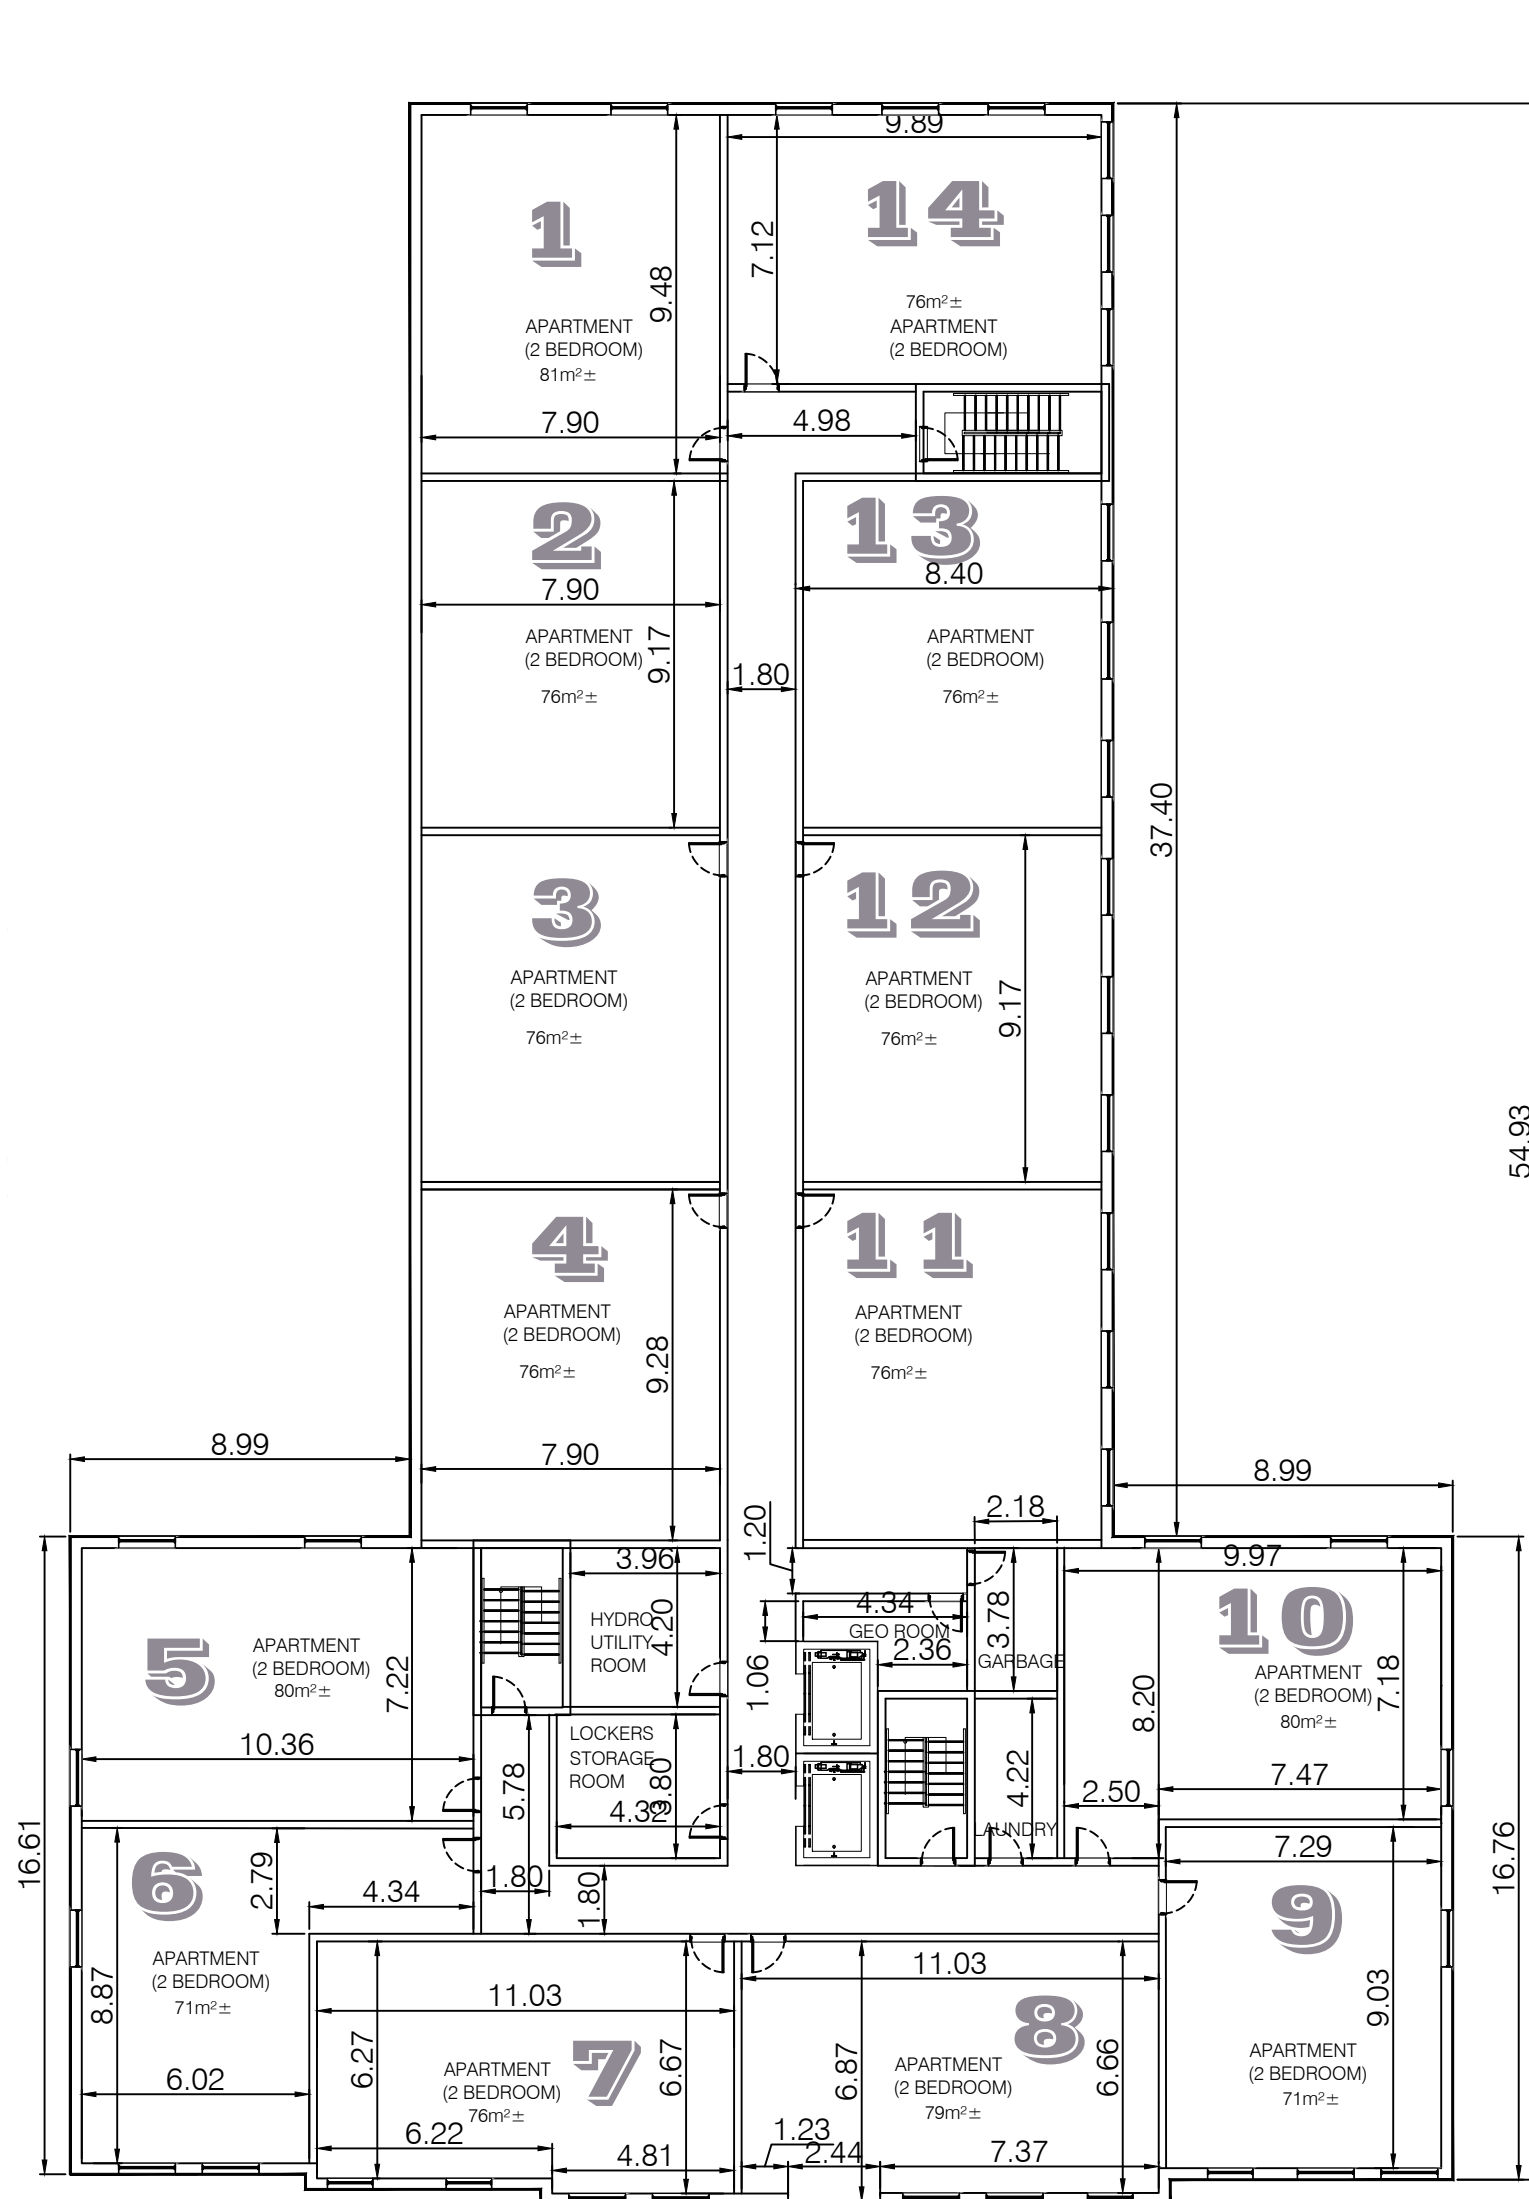 9.89
1
14
7.12
9.48
76m²±
APARTMENT
(2 BEDROOM)
APARTMENT
(2 BEDROOM)
81m²±
7.90
4.98
2
13
7.90
8.40
APARTMENT
(2 BEDROOM)
76m²±
9.17
1.80
APARTMENT
(2 BEDROOM)
76m²±
37.40
3
12
APARTMENT
(2 BEDROOM)
76m²±
APARTMENT
(2 BEDROOM)
76m²±
9.17
54.93
4
11
APARTMENT
(2 BEDROOM)
76m²±
9.28
APARTMENT
(2 BEDROOM)
76m²±
8.99
7.90
8.99
2.18
1.20
3.96
9.97
4.34
GEO ROOM
2.36
3.78
GARBAGE
HYDRO
UTILITY
ROOM
4.20
5
APARTMENT
(2 BEDROOM)
80m²±
7.22
10.36
1.06
10
APARTMENT
(2 BEDROOM)
80m²±
7.18
8.20
LOCKERS
STORAGE
ROOM
3.80
4.32
5.78
1.80
4.22
LAUNDRY
2.50
7.47
16.61
6
2.79
4.34
1.80
1.80
7.29
16.76
9
APARTMENT
(2 BEDROOM)
71m²±
8.87
6.02
11.03
6.27
7
APARTMENT
(2 BEDROOM)
76m²±
6.67
6.22
4.81
11.03
8
6.87
APARTMENT
(2 BEDROOM)
79m²±
6.66
1.23
2.44
7.37
9.03
APARTMENT
(2 BEDROOM)
71m²±